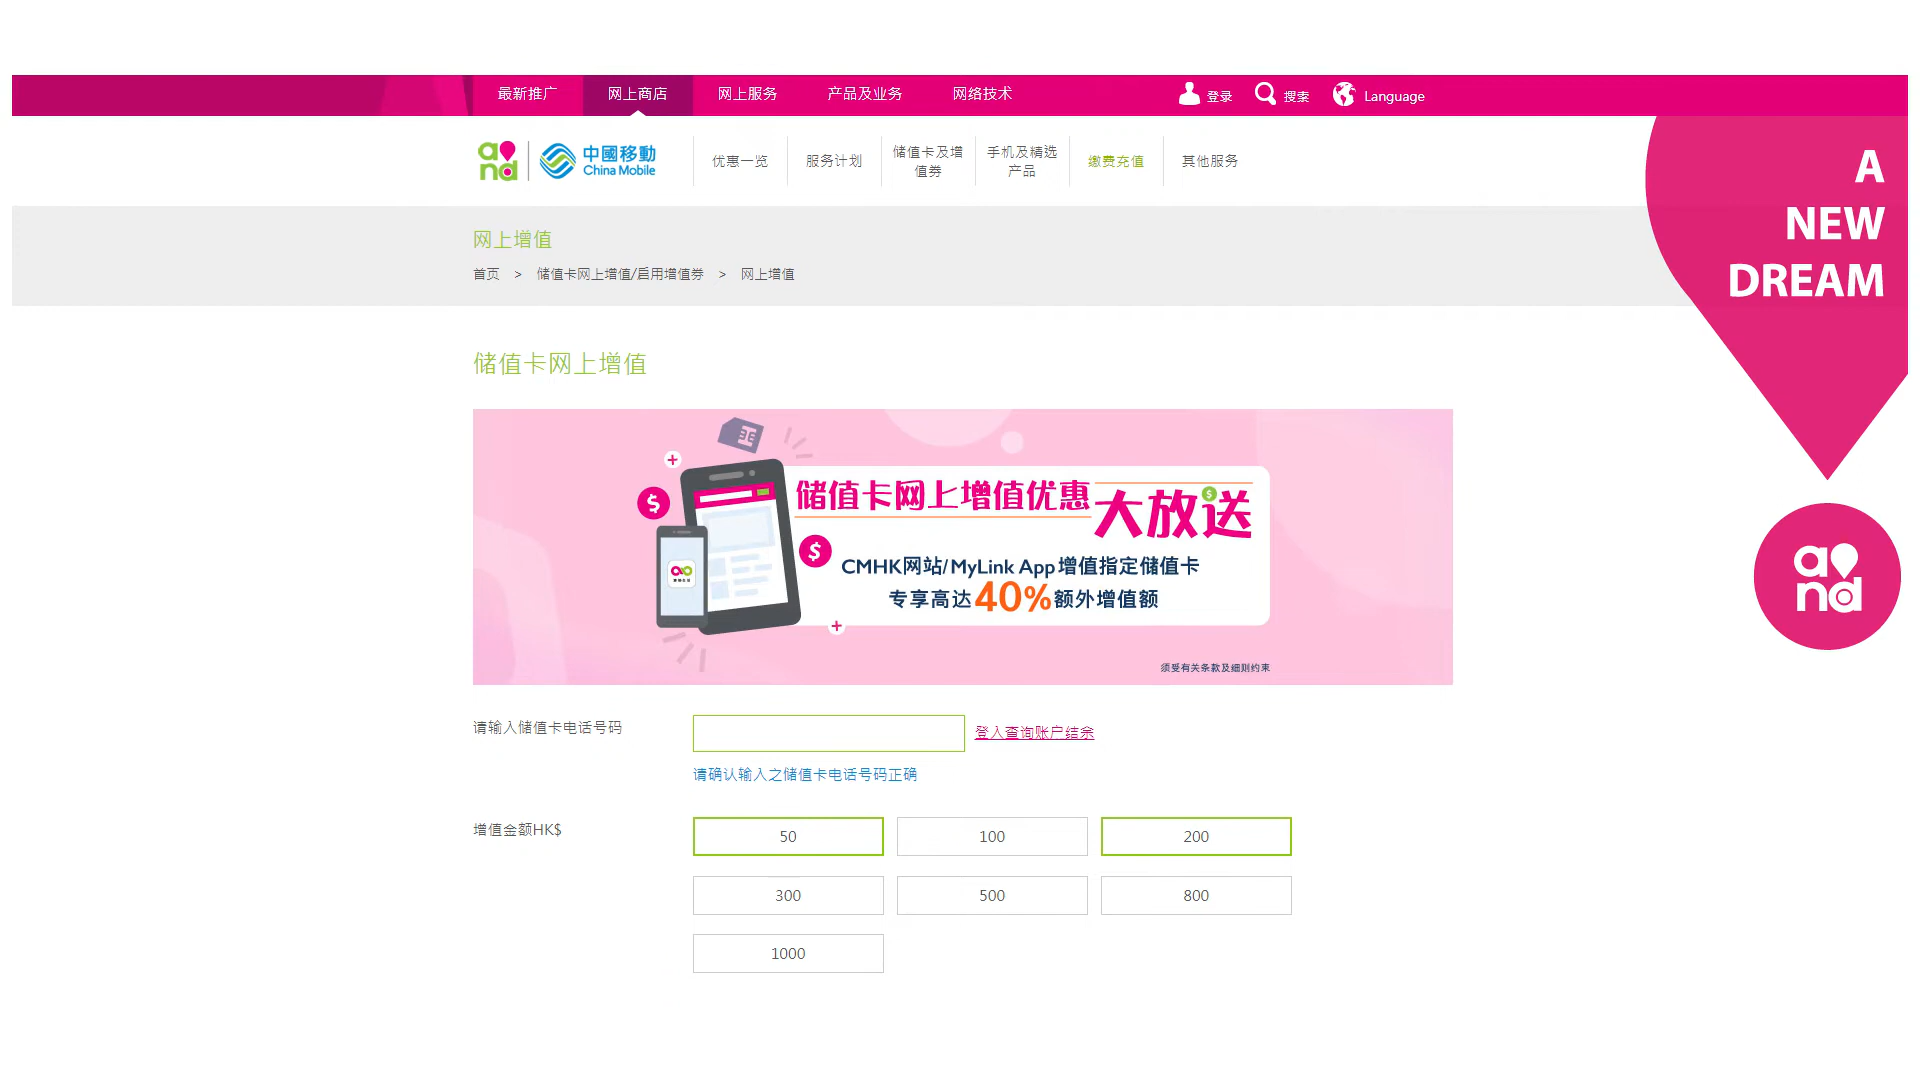 最新推广
网上商店
网上服务
产品及业务
网络技术
登录
搜索
Language
and
中國移動
China Mobile
优惠一览
服务计划
储值卡及增
值券
手机及精选
产品
缴费充值
其他服务
A
NEW
DREAM
网上增值
首页 > 储值卡网上增值/启用增值券 > 网上增值
储值卡网上增值
储值卡网上增值优惠大放送
CMHK网站/MyLink App增值指定储值卡
专享高达40%额外增值额
须受有关条款及细则约束
and
请输入储值卡电话号码
登入查询账户结余
请确认输入之储值卡电话号码正确
增值金额HK$
50
100
200
300
500
800
1000